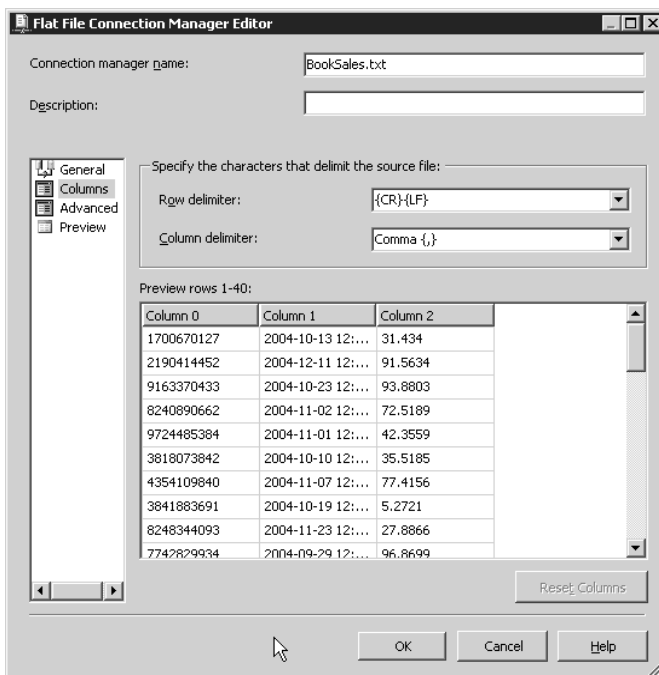 Flat File Connection Manager Editor
Connection manager name: BookSales.txt
Description:
General
Columns
Advanced
Preview
Specify the characters that delimit the source file:
Row delimiter: {CR}{LF}
Column delimiter: Comma {,}
Preview rows 1-40:
Column 0 Column 1 Column 2
1700670127 2004-10-13 12:... 31.434
2190414452 2004-12-11 12:... 91.5634
9163370433 2004-10-23 12:... 93.8803
8240890662 2004-11-02 12:... 72.5189
9724485384 2004-11-01 12:... 42.3559
3818073842 2004-10-10 12:... 35.5185
4354109840 2004-11-07 12:... 77.4156
3841883691 2004-10-19 12:... 5.2721
8248344093 2004-11-23 12:... 27.8866
7742829934 2004-09-29 12:... 96.8699
Reset Columns
OK Cancel Help